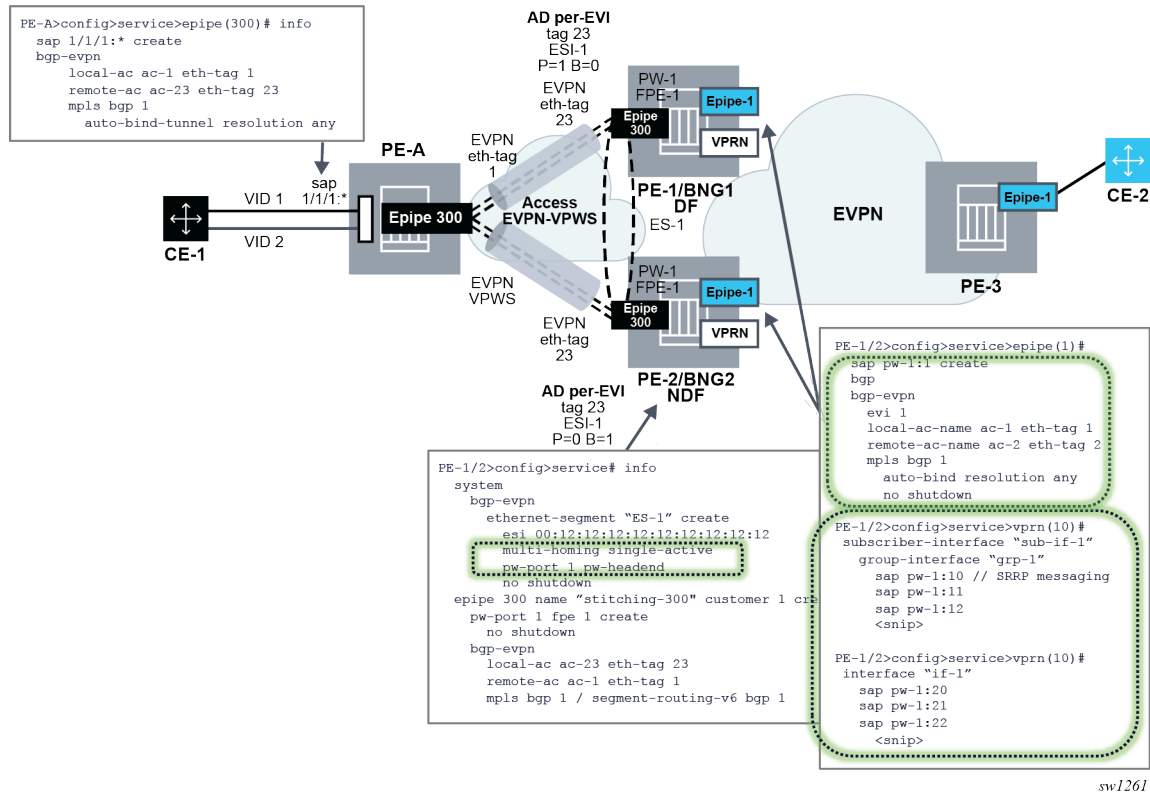 PE-A>config>service>epipe(300)# info
sap 1/1/1:* create
bgp-evpn
local-ac ac-1 eth-tag 1
remote-ac ac-23 eth-tag 23
mpls bgp 1
auto-bind-tunnel resolution any
AD per-EVI
tag 23
ESI-1
P=1 B=0
EVPN
eth-tag
23
PW-1
FPE-1
Epipe-1
Epipe
300
VPRN
PE-1/BNG1
DF
EVPN
eth-tag
1
PE-A
sap
1/1/1:*
VID 1
VID 2
CE-1
Epipe 300
Access
EVPN-VPWS
ES-1
EVPN
Epipe-1
PE-3
CE-2
EVPN
VPWS
EVPN
eth-tag
23
PW-1
FPE-1
Epipe-1
Epipe
300
VPRN
PE-2/BNG2
NDF
AD per-EVI
tag 23
ESI-1
P=0 B=1
PE-1/2>config>service# info
system
bgp-evpn
ethernet-segment “ES-1” create
esi 00:12:12:12:12:12:12:12:12:12
multi-homing single-active
pw-port 1 pw-headend
no shutdown
epipe 300 name ”stitching-300" customer 1 cre
pw-port 1 fpe 1 create
no shutdown
bgp-evpn
local-ac ac-23 eth-tag 23
remote-ac ac-1 eth-tag 1
mpls bgp 1 / segment-routing-v6 bgp 1
PE-1/2>config>service>epipe(1)#
sap pw-1:1 create
bgp
bgp-evpn
evi 1
local-ac-name ac-1 eth-tag 1
remote-ac-name ac-2 eth-tag 2
mpls bgp 1
auto-bind resolution any
no shutdown
PE-1/2>config>service>vprn(10)#
subscriber-interface “sub-if-1”
group-interface “grp-1”
sap pw-1:10 // SRRP messaging
sap pw-1:11
sap pw-1:12
<snip>
PE-1/2>config>service>vprn(10)#
interface “if-1”
sap pw-1:20
sap pw-1:21
sap pw-1:22
<snip>
sw1261